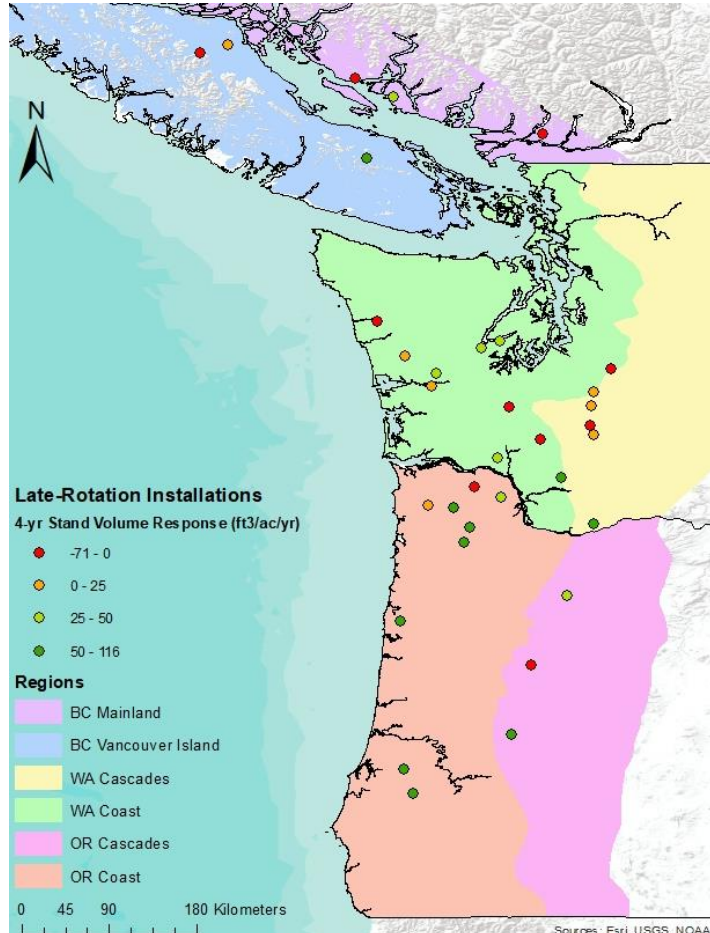 N
Late-Rotation Installations
4-yr Stand Volume Response (ft3/ac/yr)
-71 - 0
0 - 25
25 - 50
50 - 116
Regions
BC Mainland
BC Vancouver Island
WA Cascades
WA Coast
OR Cascades
OR Coast
0 45 90 180 Kilometers
Sources: Esri, USGS, NOAA